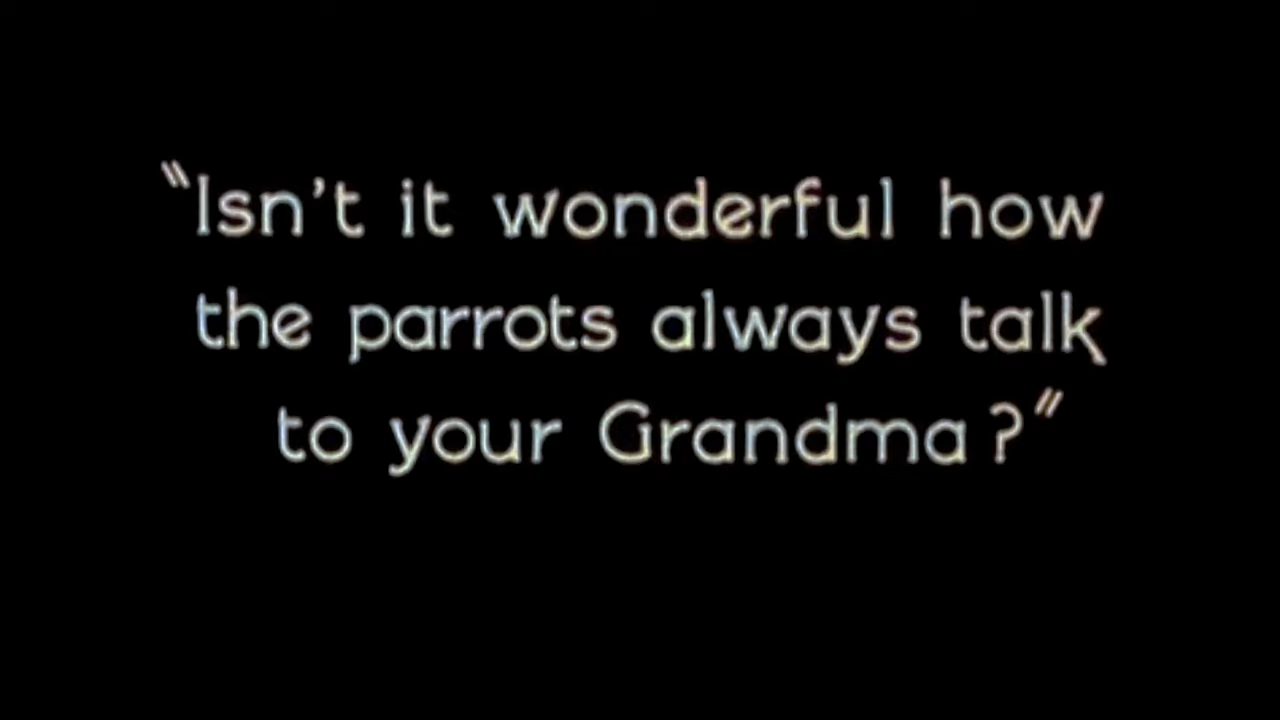 "Isn't it wonderful how
the parrots always talk
to your Grandma?"